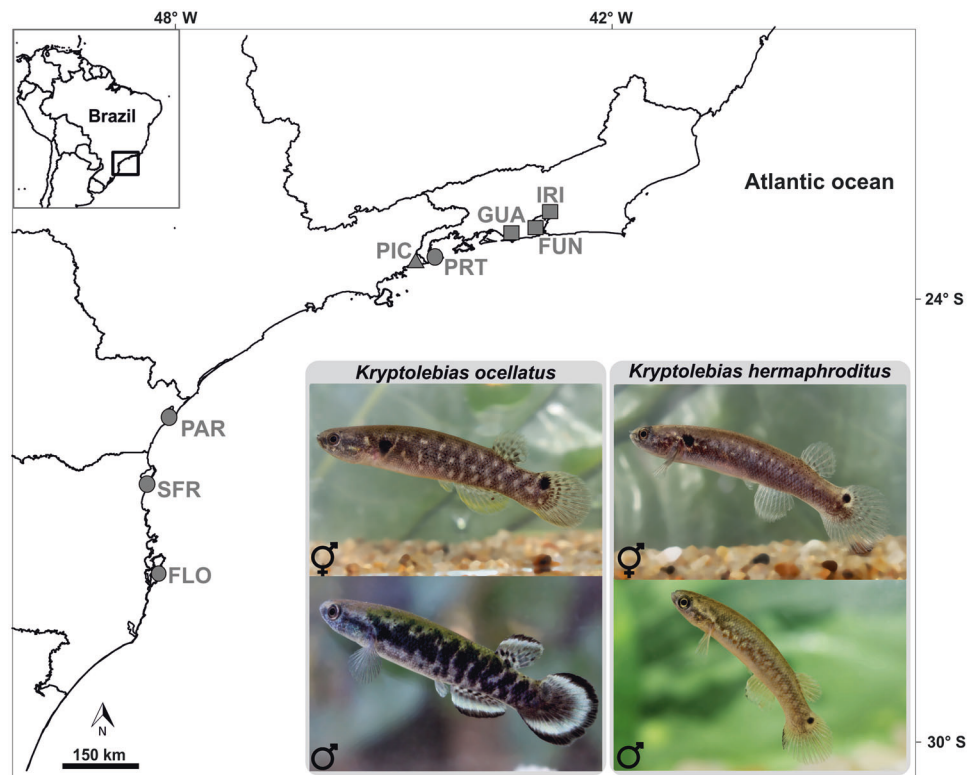 48° W
42° W
Brazil
Atlantic ocean
IRI
GUA
FUN
PIC
PRT
24° S
Kryptolebias ocellatus
Kryptolebias hermaphroditus
PAR
SFR
FLO
N
150 km
30° S